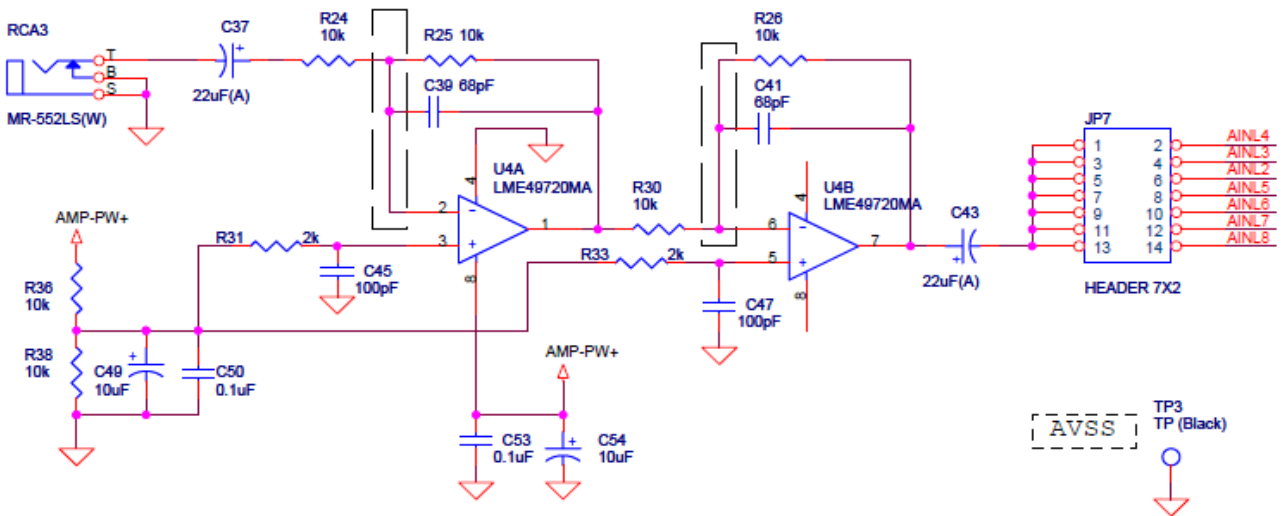 RCA3
T
B
S
MR-552LS(W)
C37
+
22uF(A)
R24
10k
R25 10k
C39 68pF
4
U4A
LME49720MA
2
-
3
+
1
8
R26
10k
C41
68pF
R30
10k
4
U4B
LME49720MA
6
-
5
+
7
8
C43
+
22uF(A)
JP7
1
2
3
4
5
6
7
8
9
10
11
12
13
14
HEADER 7X2
AINL4
AINL3
AINL2
AINL5
AINL6
AINL7
AINL8
AMP-PW+
R31
2k
C45
100pF
R33
2k
C47
100pF
R36
10k
R38
10k
+
C49
10uF
C50
0.1uF
AMP-PW+
C53
0.1uF
+
C54
10uF
AVSS
TP3
TP (Black)